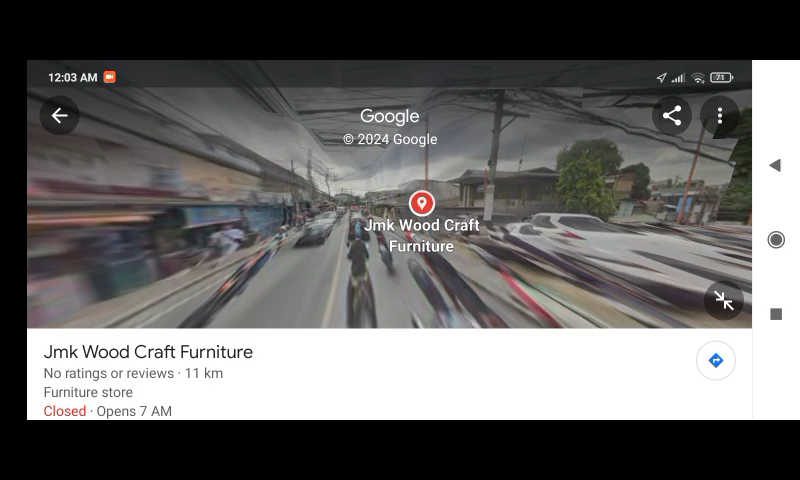 12:03 AM
71
Google
© 2024 Google
Jmk Wood Craft
Furniture
Jmk Wood Craft Furniture
No ratings or reviews · 11 km
Furniture store
Closed · Opens 7 AM